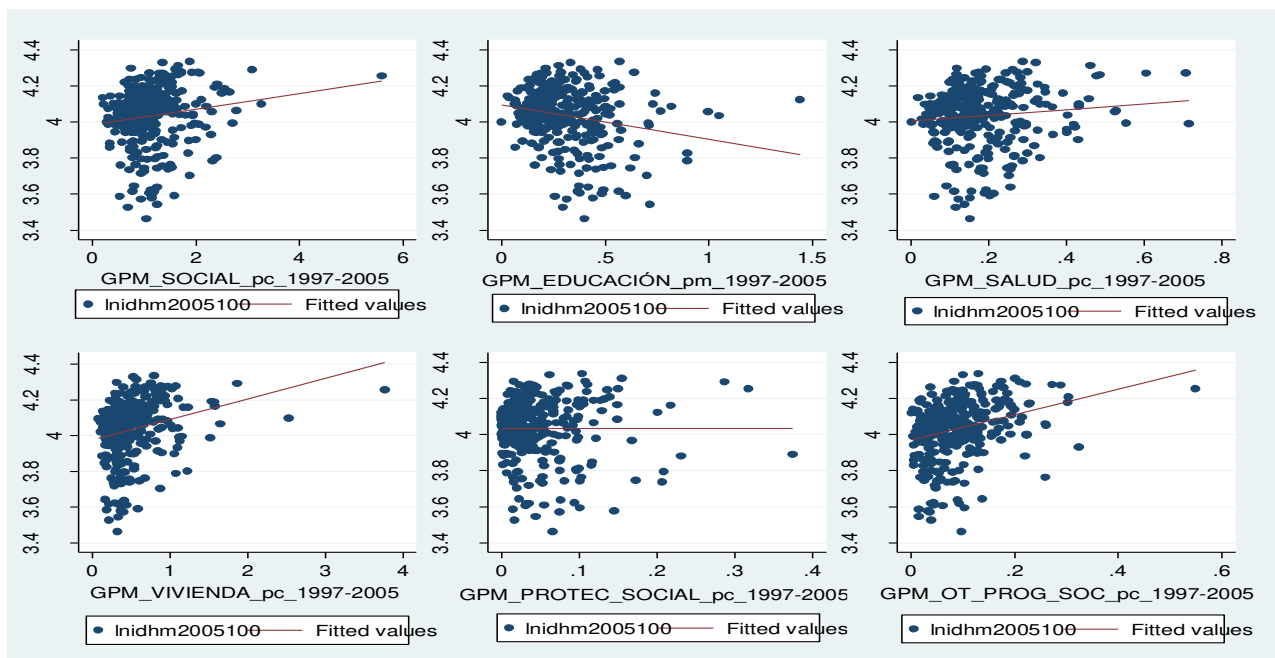 4.4
4.2
4
3.8
3.6
3.4
0 2 4 6
GPM_SOCIAL_pc_1997-2005
lnidhm2005100 Fitted values
4.4
4.2
4
3.8
3.6
3.4
0 .5 1 1.5
GPM_EDUCACIÓN_pm_1997-2005
lnidhm2005100 Fitted values
4.4
4.2
4
3.8
3.6
3.4
0 .2 .4 .6 .8
GPM_SALUD_pc_1997-2005
lnidhm2005100 Fitted values
4.4
4.2
4
3.8
3.6
3.4
0 1 2 3 4
GPM_VIVIENDA_pc_1997-2005
lnidhm2005100 Fitted values
4.4
4.2
4
3.8
3.6
3.4
0 .1 .2 .3 .4
GPM_PROTEC_SOCIAL_pc_1997-2005
lnidhm2005100 Fitted values
4.4
4.2
4
3.8
3.6
3.4
0 .2 .4 .6
GPM_OT_PROG_SOC_pc_1997-2005
lnidhm2005100 Fitted values